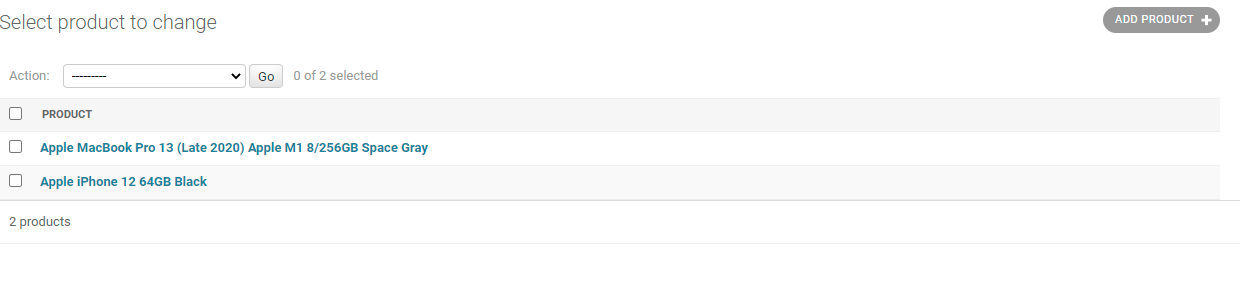 Select product to change
ADD PRODUCT +
Action: --------- Go 0 of 2 selected
PRODUCT
Apple MacBook Pro 13 (Late 2020) Apple M1 8/256GB Space Gray
Apple iPhone 12 64GB Black
2 products